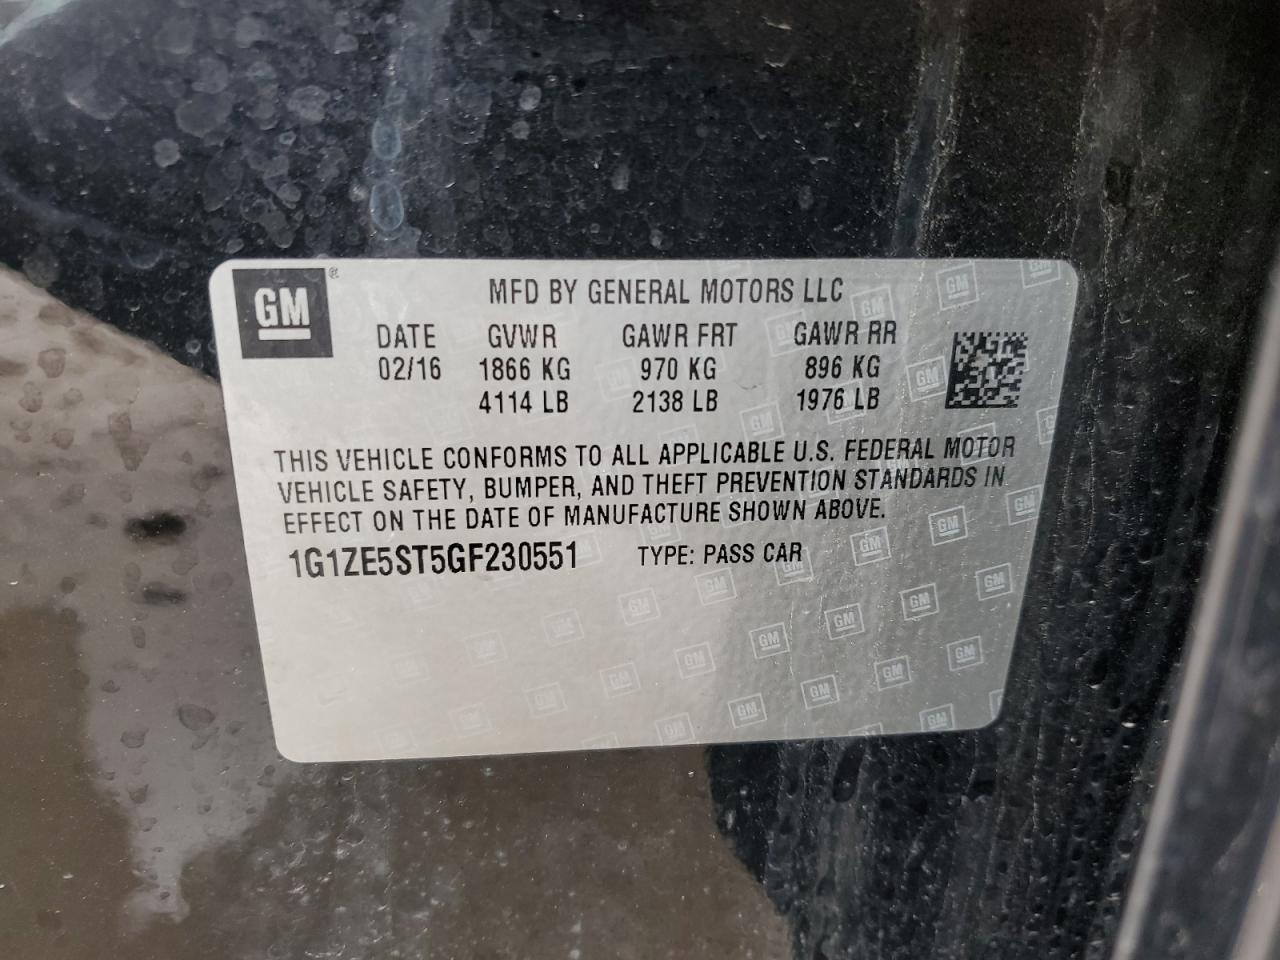 GM ®
MFD BY GENERAL MOTORS LLC
DATE GVWR GAWR FRT GAWR RR
02/16 1866 KG 970 KG 896 KG
4114 LB 2138 LB 1976 LB
THIS VEHICLE CONFORMS TO ALL APPLICABLE U.S. FEDERAL MOTOR
VEHICLE SAFETY, BUMPER, AND THEFT PREVENTION STANDARDS IN
EFFECT ON THE DATE OF MANUFACTURE SHOWN ABOVE.
1G1ZE5ST5GF230551 TYPE: PASS CAR